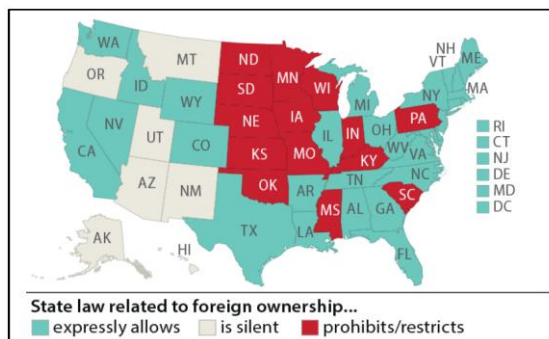 NH
WA
VT
ME
MT
ND
OR
MN
ID
SD
WI
NY
MA
WY
MI
NE
IA
PA
RI
NV
OH
IL
IN
CT
UT
CO
WV
NJ
CA
KS
MO
VA
KY
DE
NC
MD
TN
AZ
OK
SC
DC
NM
AR
MS
AL
GA
AK
TX
LA
HI
FL
State law related to foreign ownership...
expressly allows is silent prohibits/restricts